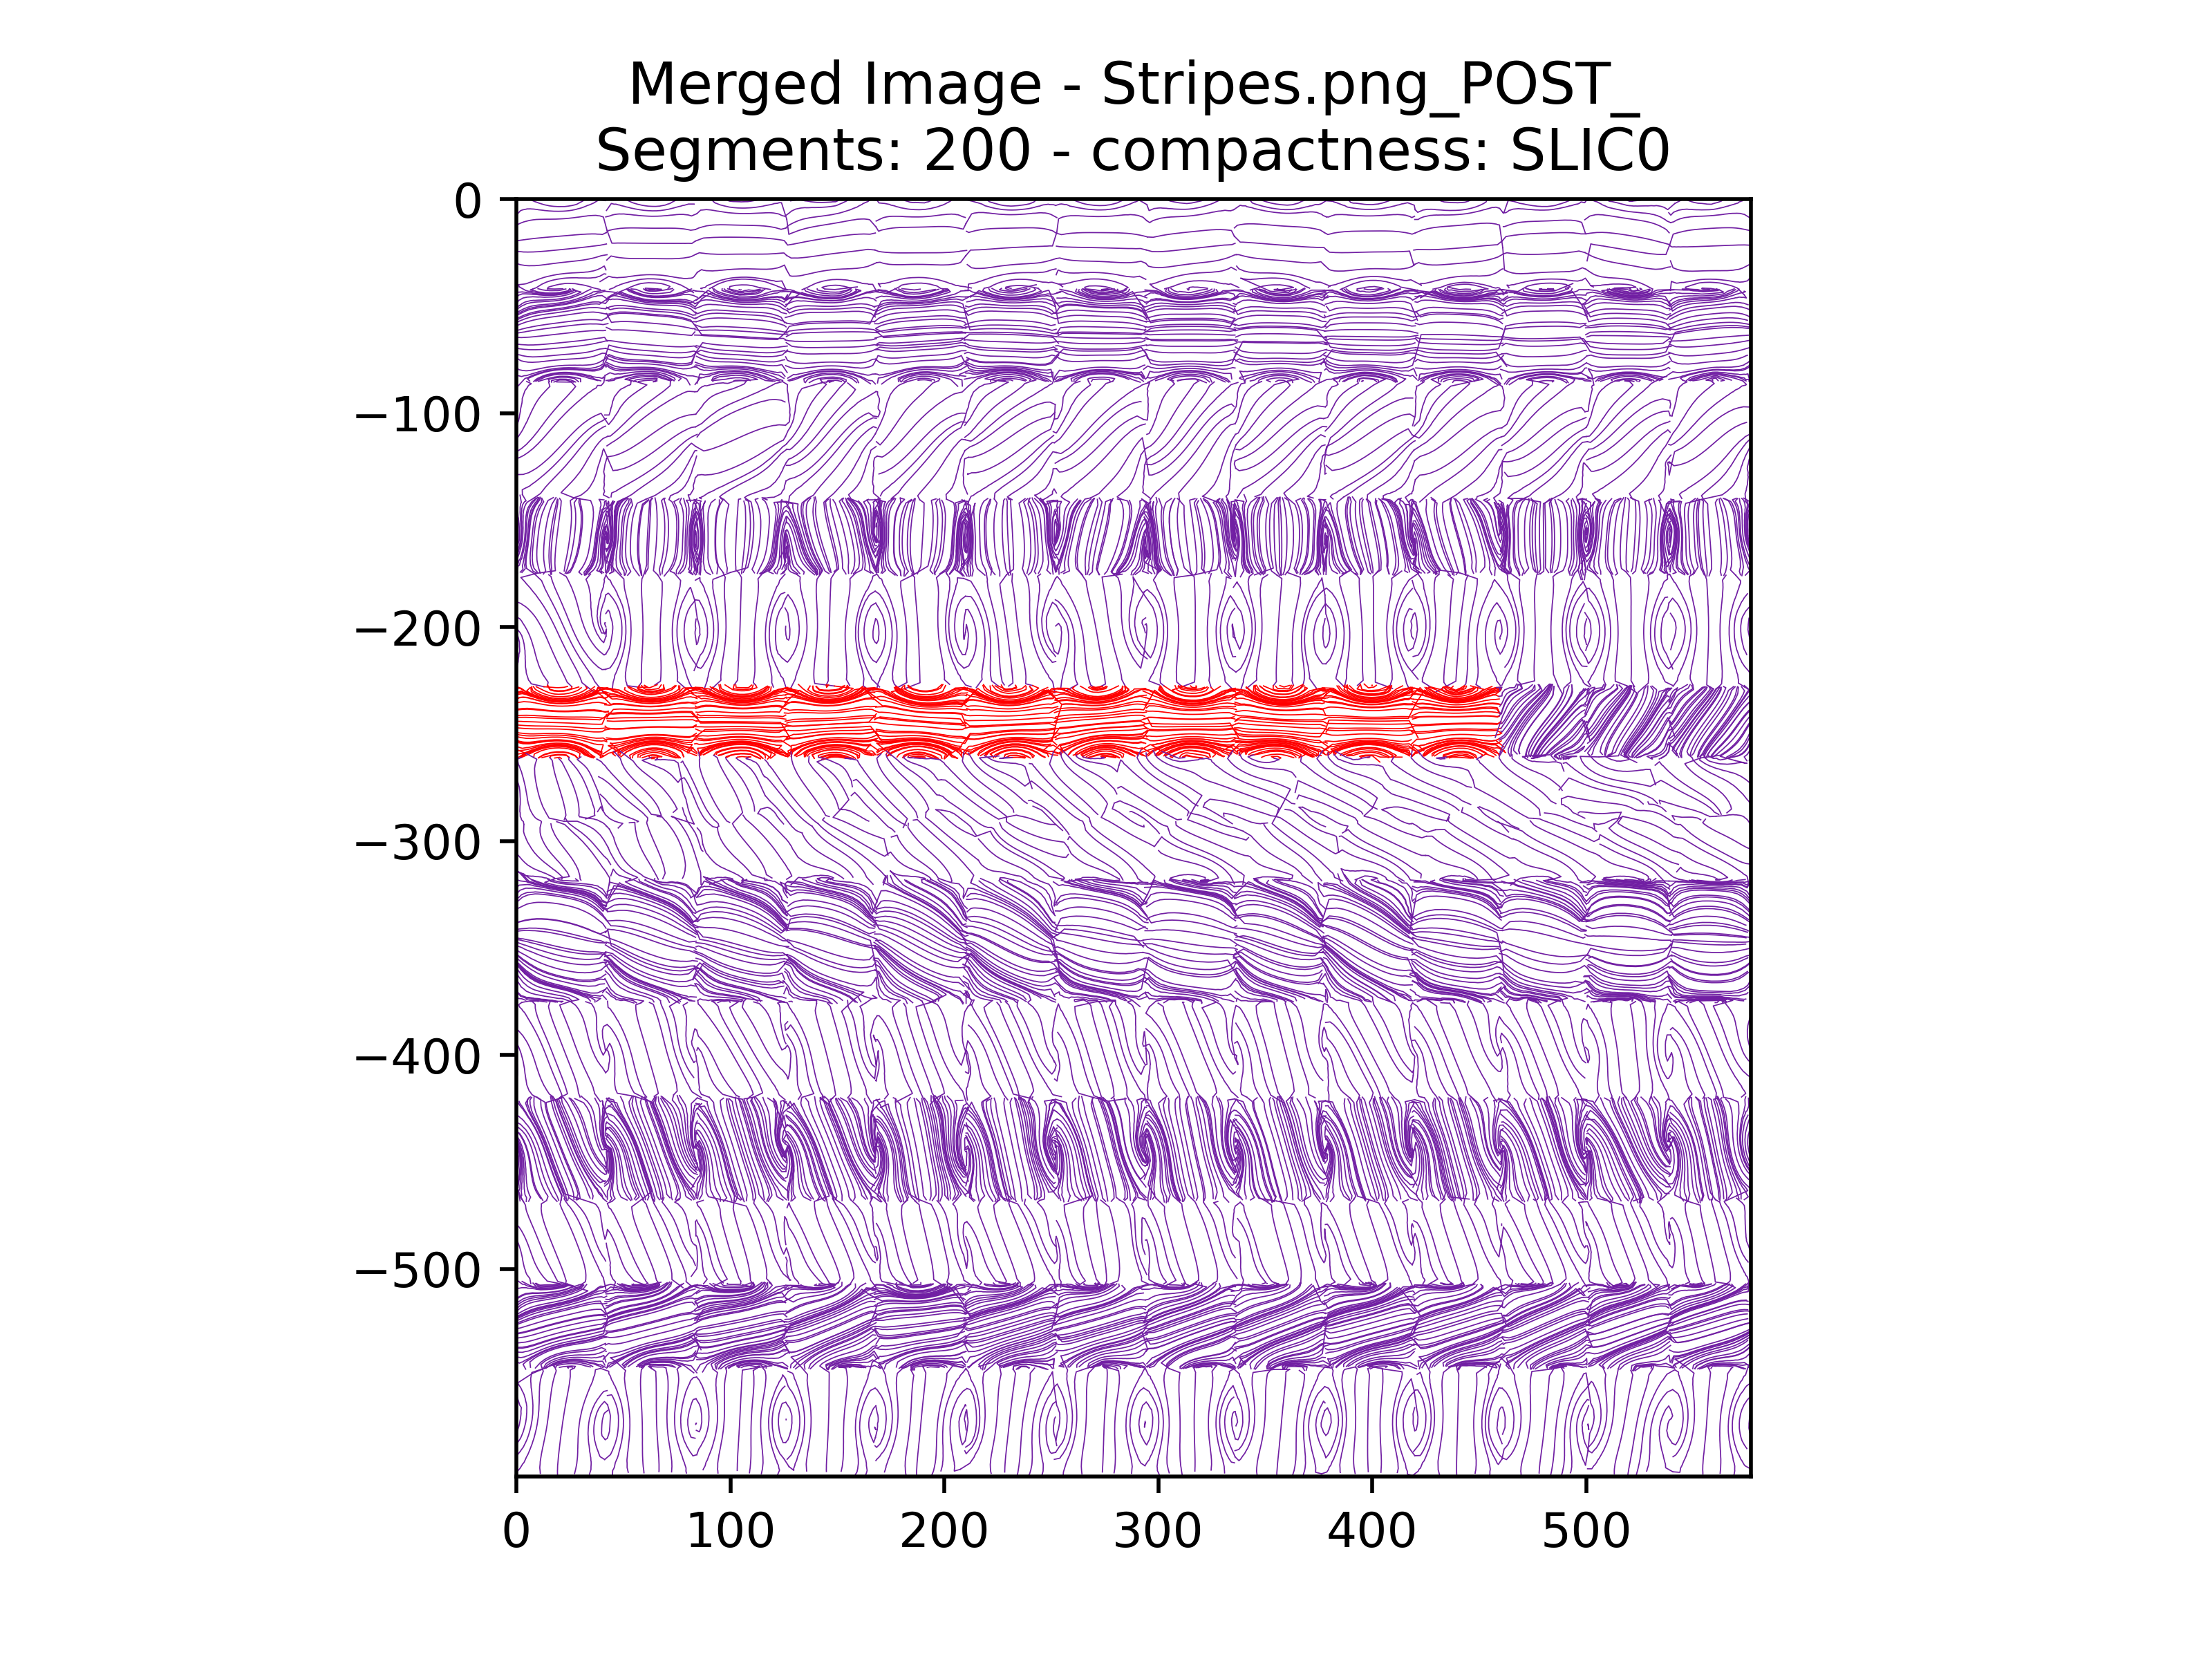 Merged Image - Stripes.png_POST_
Segments: 200 - compactness: SLIC0
0
−100
−200
−300
−400
−500
0 100 200 300 400 500